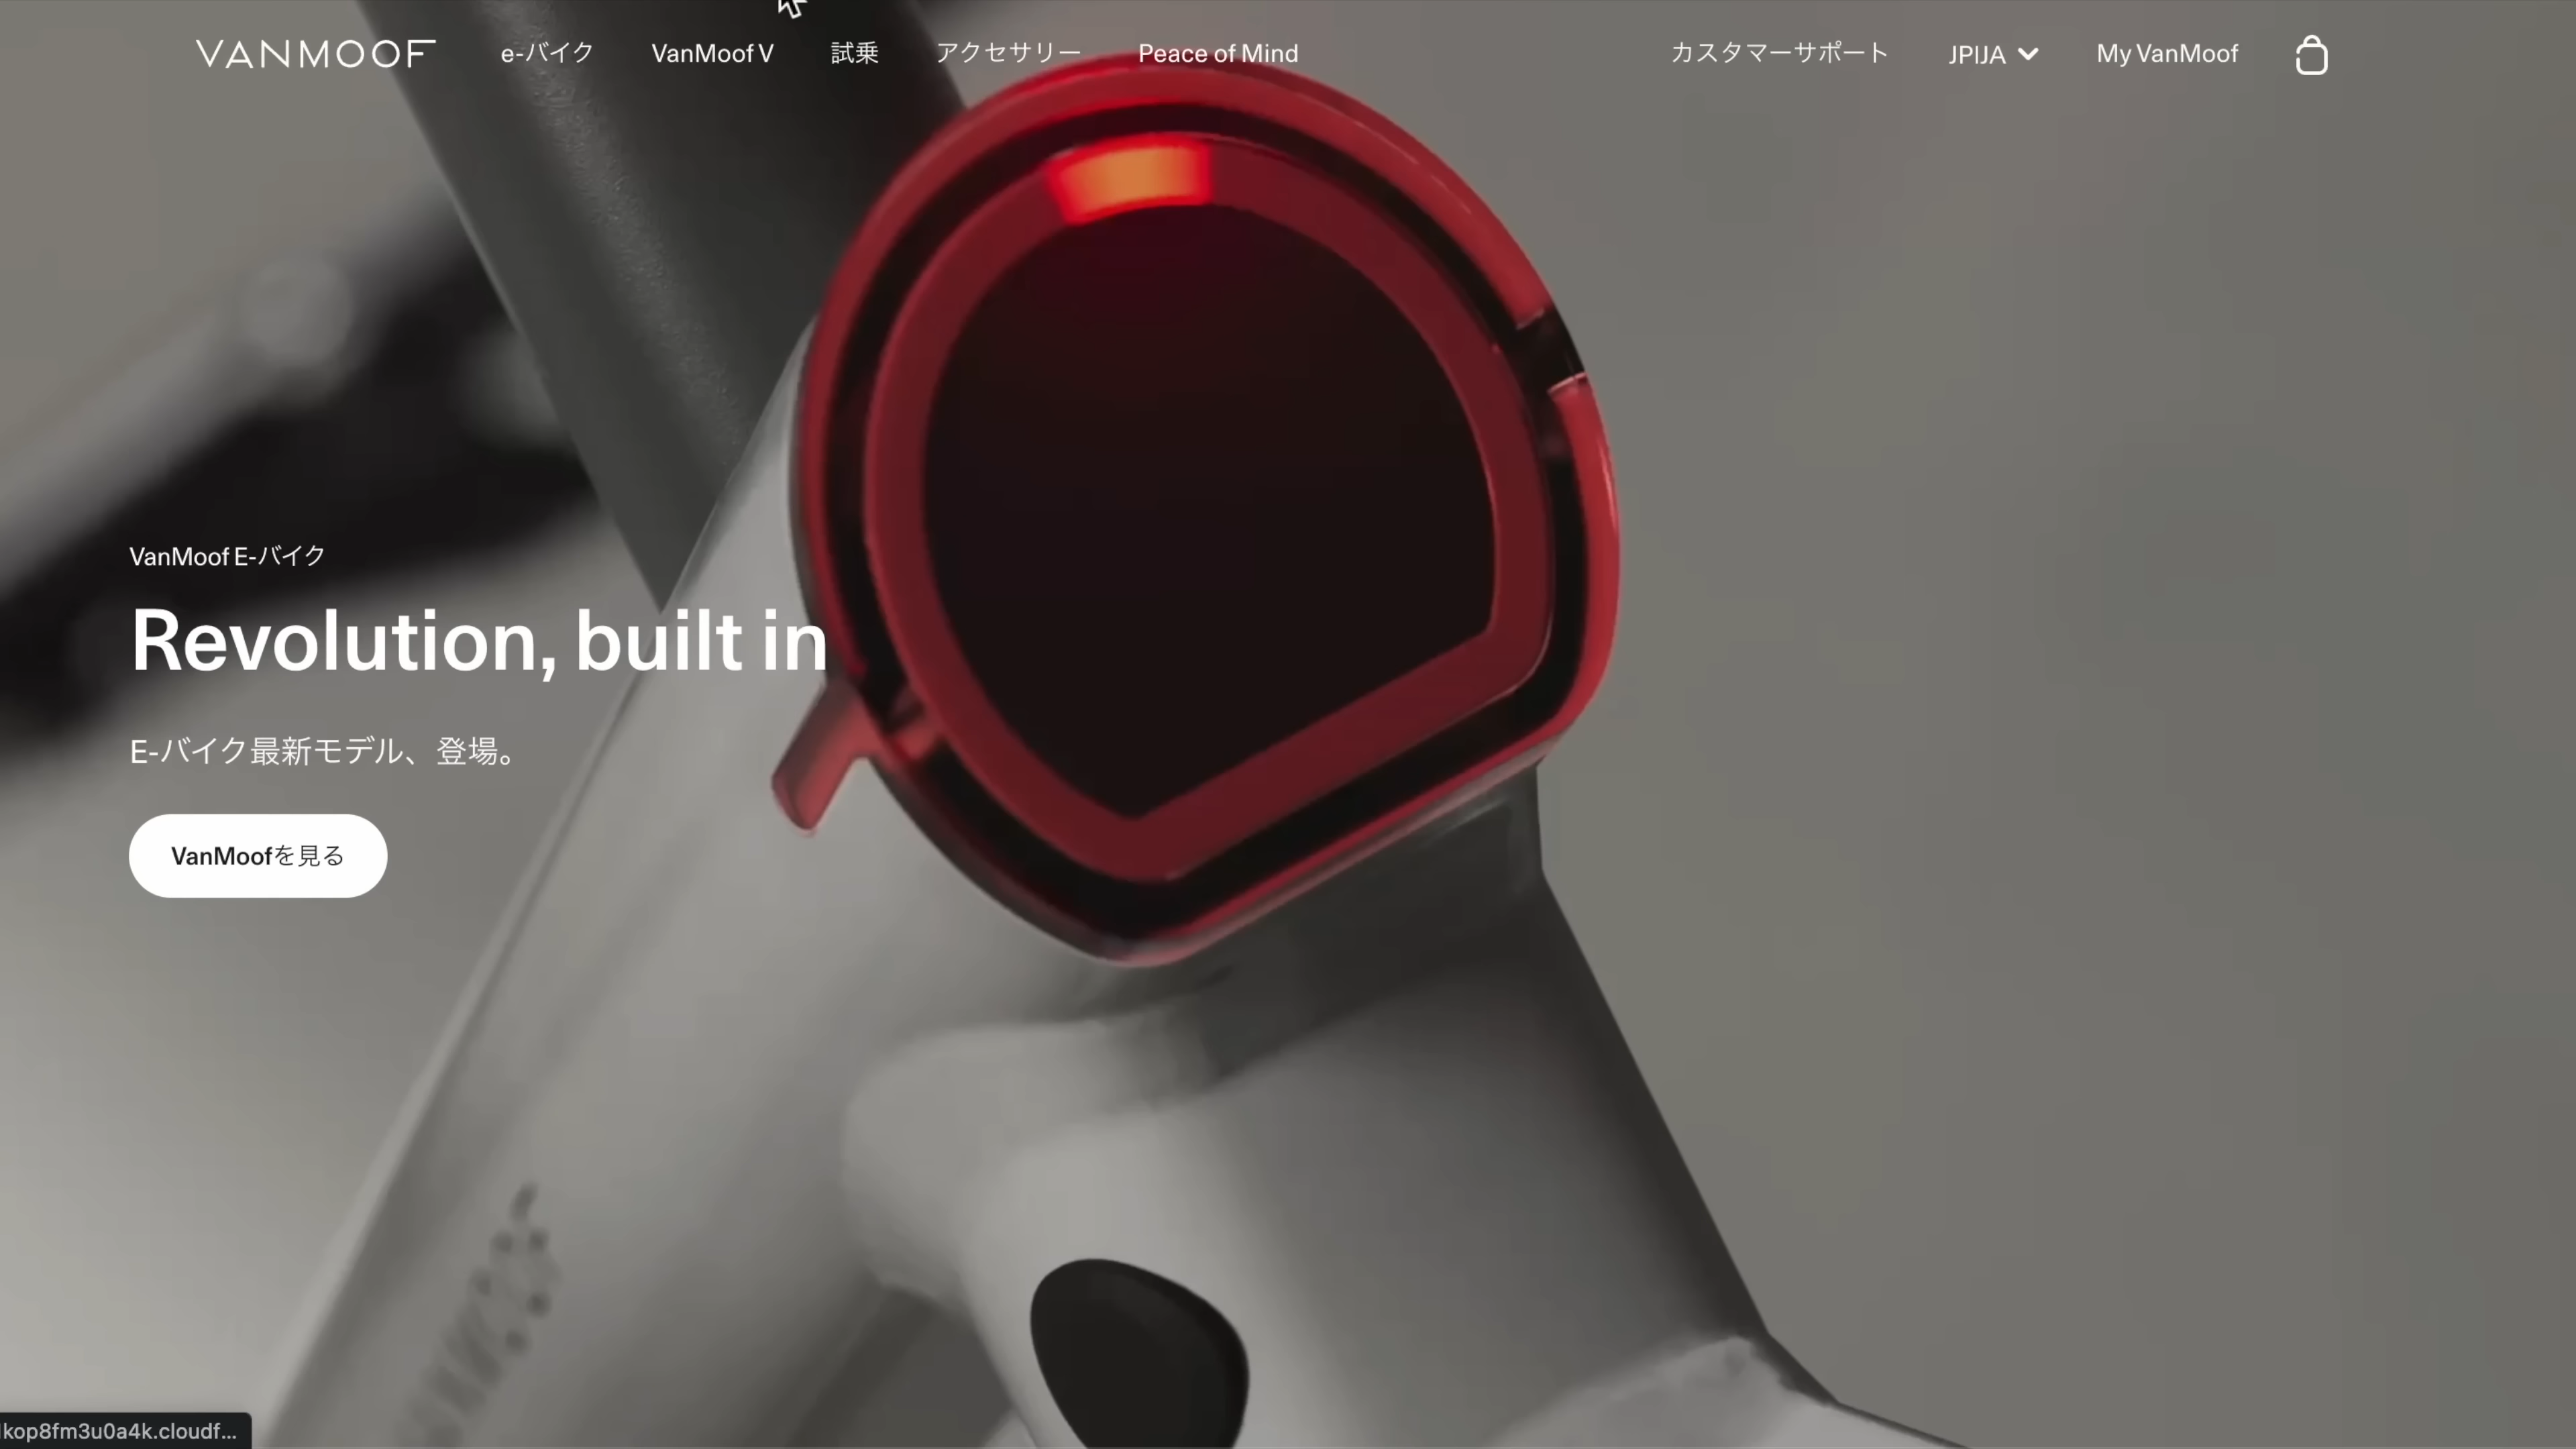 VANMOOF
e-バイク
VanMoof V
試乗
アクセサリー
Peace of Mind
カスタマーサポート
JP|JA
My VanMoof
VanMoof E-バイク
Revolution, built in
E-バイク最新モデル、登場。
VanMoofを見る
kop8fm3u0a4k.cloudf...